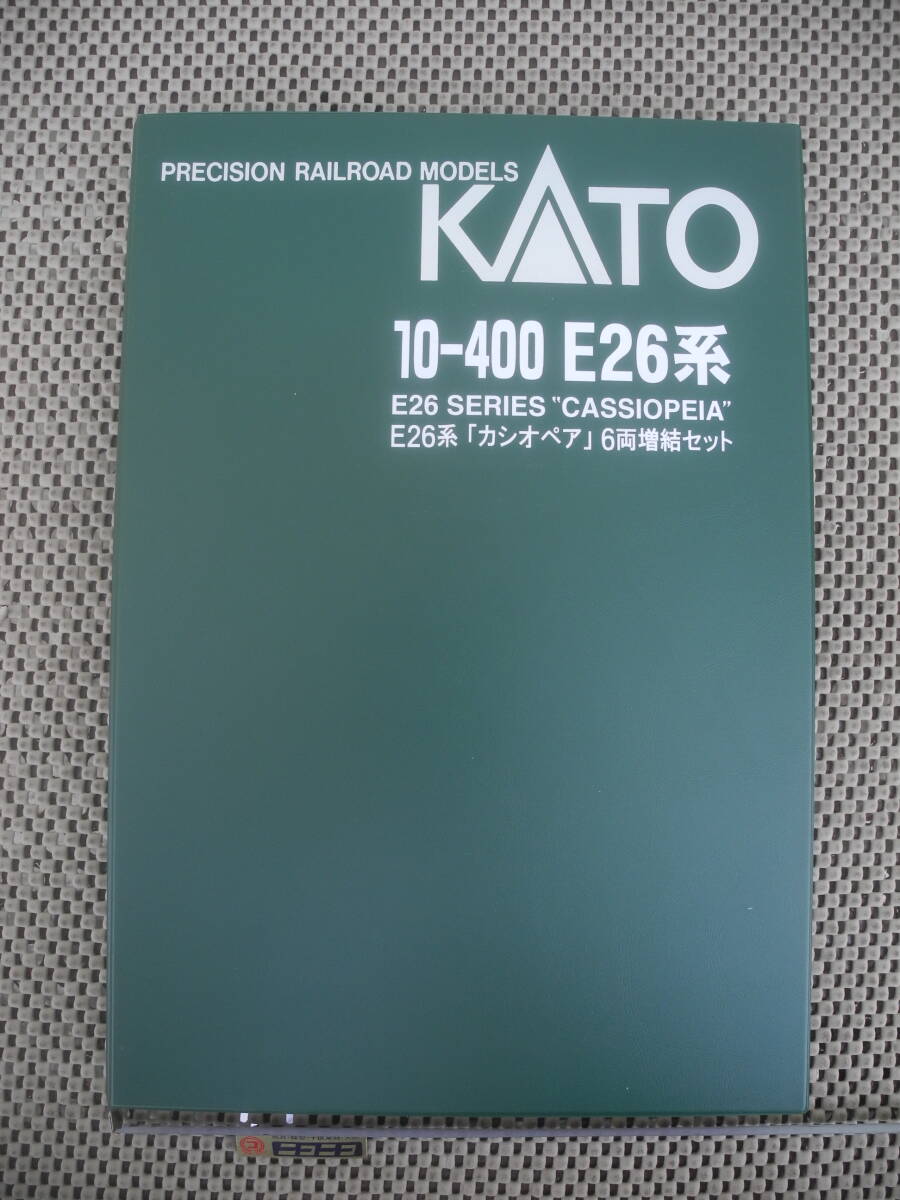 PRECISION RAILROAD MODELS
KATO
10-400 E26系
E26 SERIES "CASSIOPEIA"
E26系「カシオペア」6両増結セット